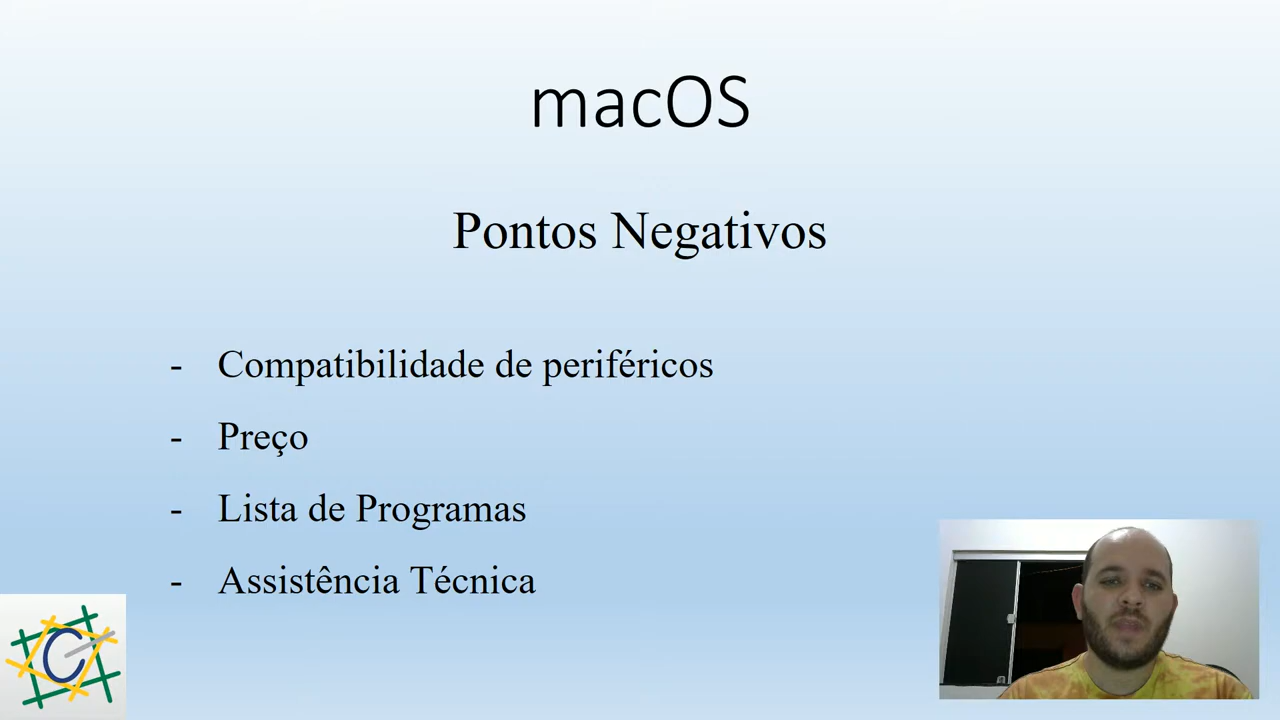 macOS
Pontos Negativos
- Compatibilidade de periféricos
- Preço
- Lista de Programas
- Assistência Técnica